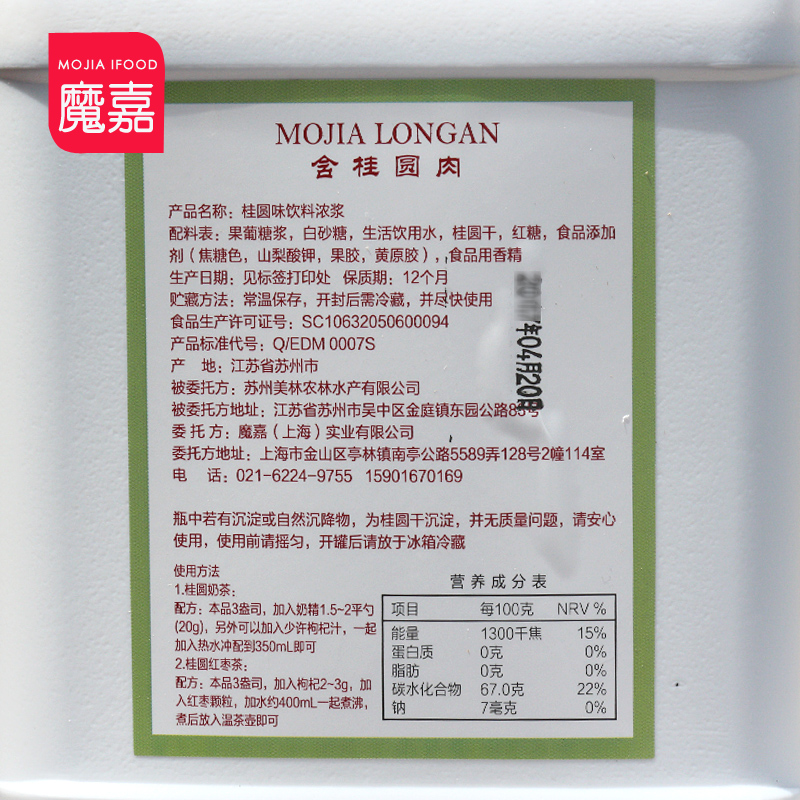 MOJIA IFOOD
魔嘉
MOJIA LONGAN
含桂圆肉
产品名称：桂圆味饮料浓浆
配料表：果葡糖浆，白砂糖，生活饮用水，桂圆干，红糖，食品添加
剂（焦糖色，山梨酸钾，果胶，黄原胶），食品用香精
生产日期：见标签打印处 保质期：12个月
贮藏方法：常温保存，开封后需冷藏，并尽快使用
食品生产许可证号：SC10632050600094
产品标准代号：Q/EDM 0007S
产 地：江苏省苏州市
被委托方：苏州美林农林水产有限公司
被委托方地址：江苏省苏州市吴中区金庭镇东园公路85号
委 托 方：魔嘉（上海）实业有限公司
委托方地址：上海市金山区亭林镇南亭公路5589弄128号2幢114室
电 话：021-6224-9755 15901670169
年04月20日
瓶中若有沉淀或自然沉降物，为桂圆干沉淀，并无质量问题，请安心
使用，使用前请摇匀，开罐后请放于冰箱冷藏
使用方法
1.桂圆奶茶：
配方：本品3盎司，加入奶精1.5~2平勺
(20g)，另外可以加入少许枸杞汁，一起
加入热水冲配到350mL即可
2.桂圆红枣茶：
配方：本品3盎司，加入枸杞2~3g，加
入红枣颗粒，加水约400mL一起煮沸，
煮后放入温茶壶即可
营养成分表
项目 每100克 NRV %
能量 1300千焦 15%
蛋白质 0克 0%
脂肪 0克 0%
碳水化合物 67.0克 22%
钠 7毫克 0%